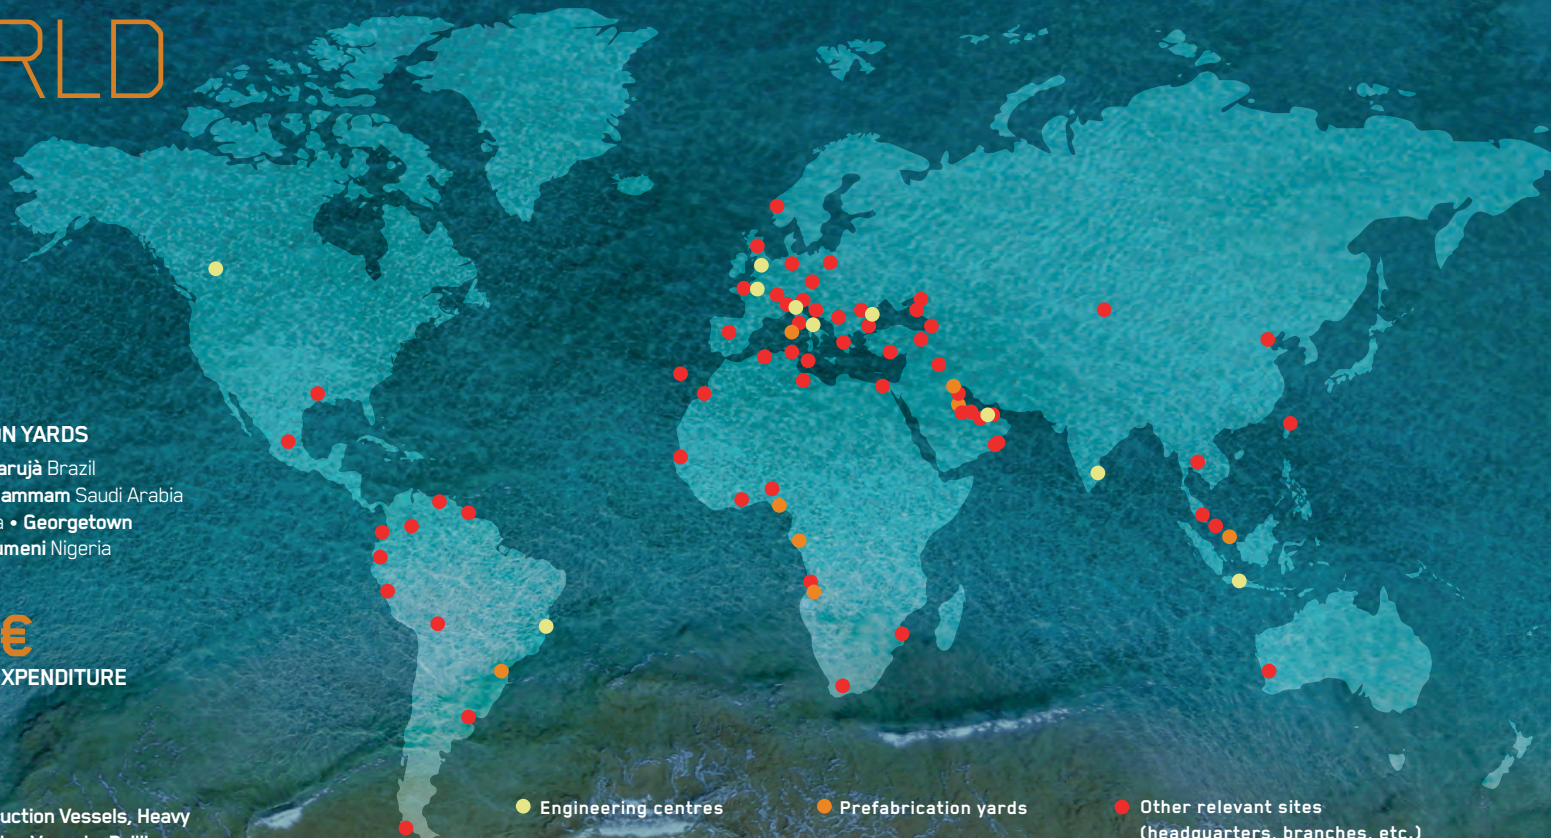 RLD
ON YARDS
arujà Brazil
ammam Saudi Arabia
a • Georgetown
umeni Nigeria
€
XPENDITURE
uction Vessels, Heavy
Engineering centres
Prefabrication yards
Other relevant sites
(headquarters, branches, etc.)